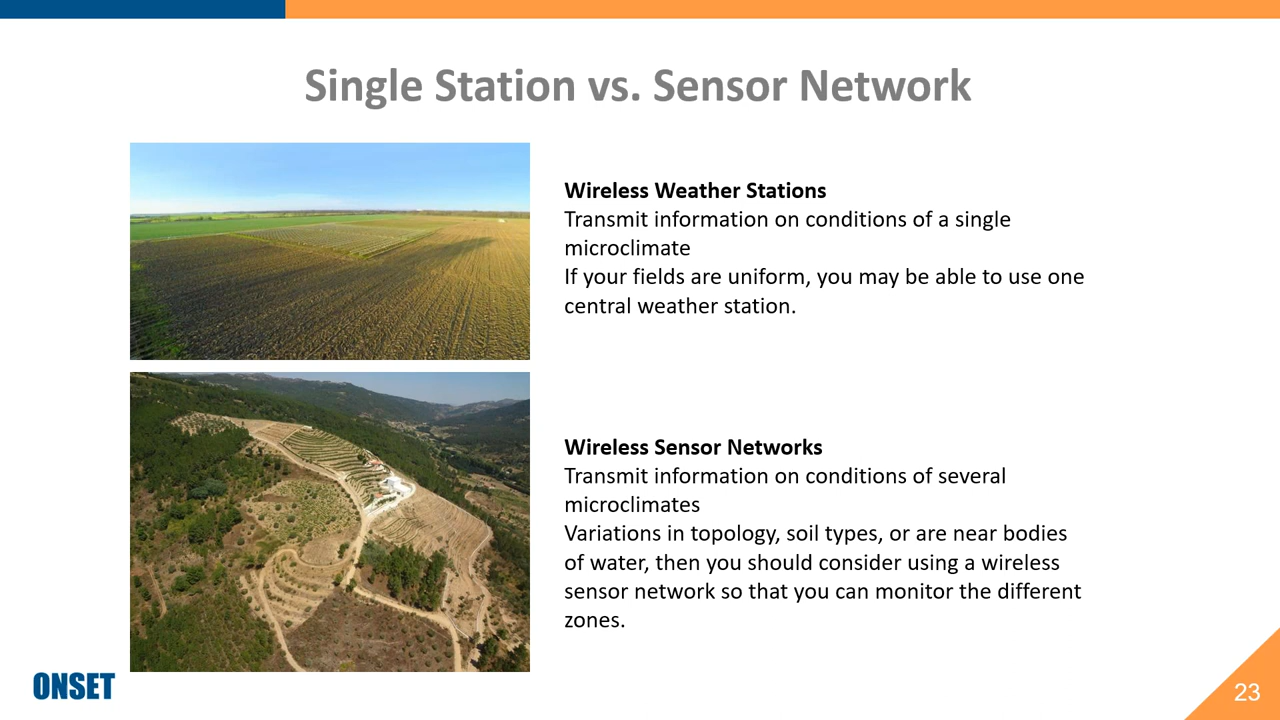 Single Station vs. Sensor Network
Wireless Weather Stations
Transmit information on conditions of a single
microclimate
If your fields are uniform, you may be able to use one
central weather station.
Wireless Sensor Networks
Transmit information on conditions of several
microclimates
Variations in topology, soil types, or are near bodies
of water, then you should consider using a wireless
sensor network so that you can monitor the different
zones.
ONSET
23